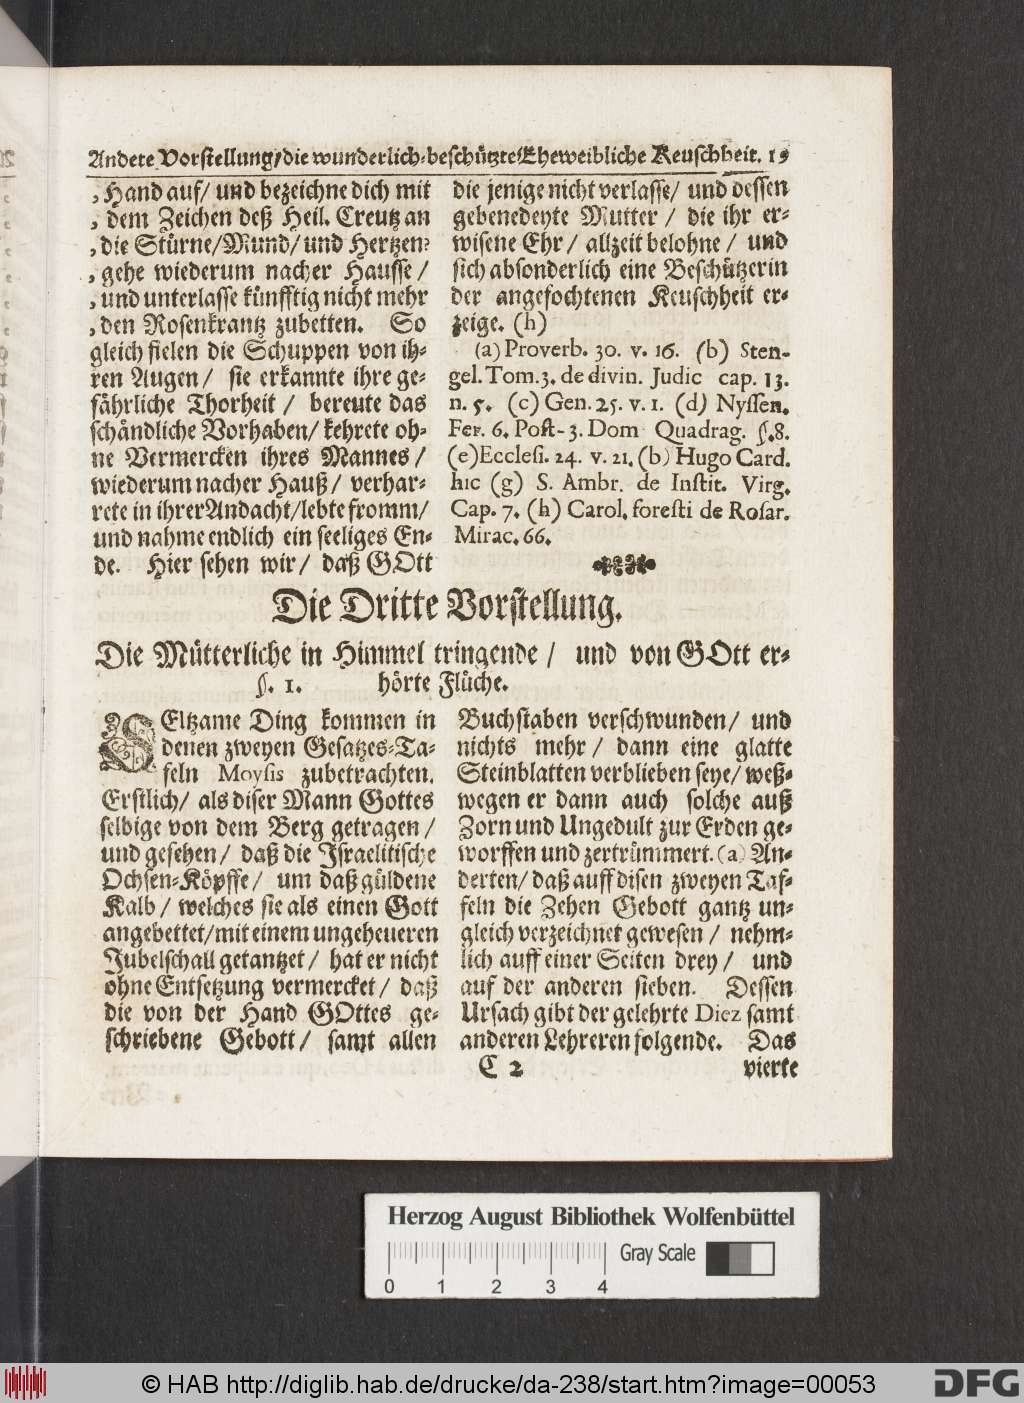 Andere Vorstellung/die wunderlich-beschützte Eheweibliche Keuschheit. 19
, Hand auf/ und bezeichne dich mit
, dem Zeichen deß Heil. Creutz an
, die Stürne/Mund/ und Hertzen:
, gehe wiederum nacher Hausse /
, und unterlasse künfftig nicht mehr
, den Rosenkrantz zubetten. So
gleich fielen die Schuppen von ih-
ren Augen / sie erkannte ihre ge-
fährliche Thorheit / bereute das
schändliche Vorhaben/ kehrete oh-
ne Vermercken ihres Mannes /
wiederum nacher Hauß / verhar-
rete in ihrer Andacht/lebte fromm/
und nahme endlich ein seeliges En-
de. Hier sehen wir / daß GOtt
die jenige nicht verlasse/ und dessen
gebenedeyte Mutter / die ihr er-
wisene Ehr / allzeit belohne / und
sich absonderlich eine Beschützerin
der angefochtenen Keuschheit er-
zeige. (h)
(a) Proverb. 30. v. 16. (b) Sten-
gel. Tom. 3. de divin. Judic cap. 13.
n. 5. (c) Gen. 25. v. 1. (d) Nyssen.
Fer. 6. Post- 3. Dom Quadrag. §. 8.
(e) Ecclesi. 24. v. 21. (b) Hugo Card.
hic (g) S. Ambr. de Instit. Virg.
Cap. 7. (h) Carol. foresti de Rosar.
Mirac. 66.
Die Dritte Vorstellung.
Die Mütterliche in Himmel tringende / und von GOtt er-
§. 1. hörte Flüche.
SEltzame Ding kommen in
denen zweyen Gesatzes-Ta-
feln Moysis zubetrachten.
Erstlich/ als diser Mann Gottes
selbige von dem Berg getragen /
und gesehen / daß die Israelitische
Ochsen-Köpffe / um daß güldene
Kalb / welches sie als einen Gott
angebettet/mit einem ungeheueren
Jubelschall getantzet / hat er nicht
ohne Entsetzung vermercket / daß
die von der Hand GOttes ge-
schriebene Gebott / samt allen
Buchstaben verschwunden / und
nichts mehr / dann eine glatte
Steinblatten verblieben seye/ weß-
wegen er dann auch solche auß
Zorn und Ungedult zur Erden ge-
worffen und zertrümmert. (a) An-
derten/ daß auff disen zweyen Taf-
feln die Zehen Gebott gantz un-
gleich verzeichnet gewesen / nehm-
lich auff einer Seiten drey / und
auf der anderen sieben. Dessen
Ursach gibt der gelehrte Diez samt
anderen Lehreren folgende. Das
C 2 vierte
Herzog August Bibliothek Wolfenbüttel
Gray Scale
0 1 2 3 4
© HAB http://diglib.hab.de/drucke/da-238/start.htm?image=00053
DFG